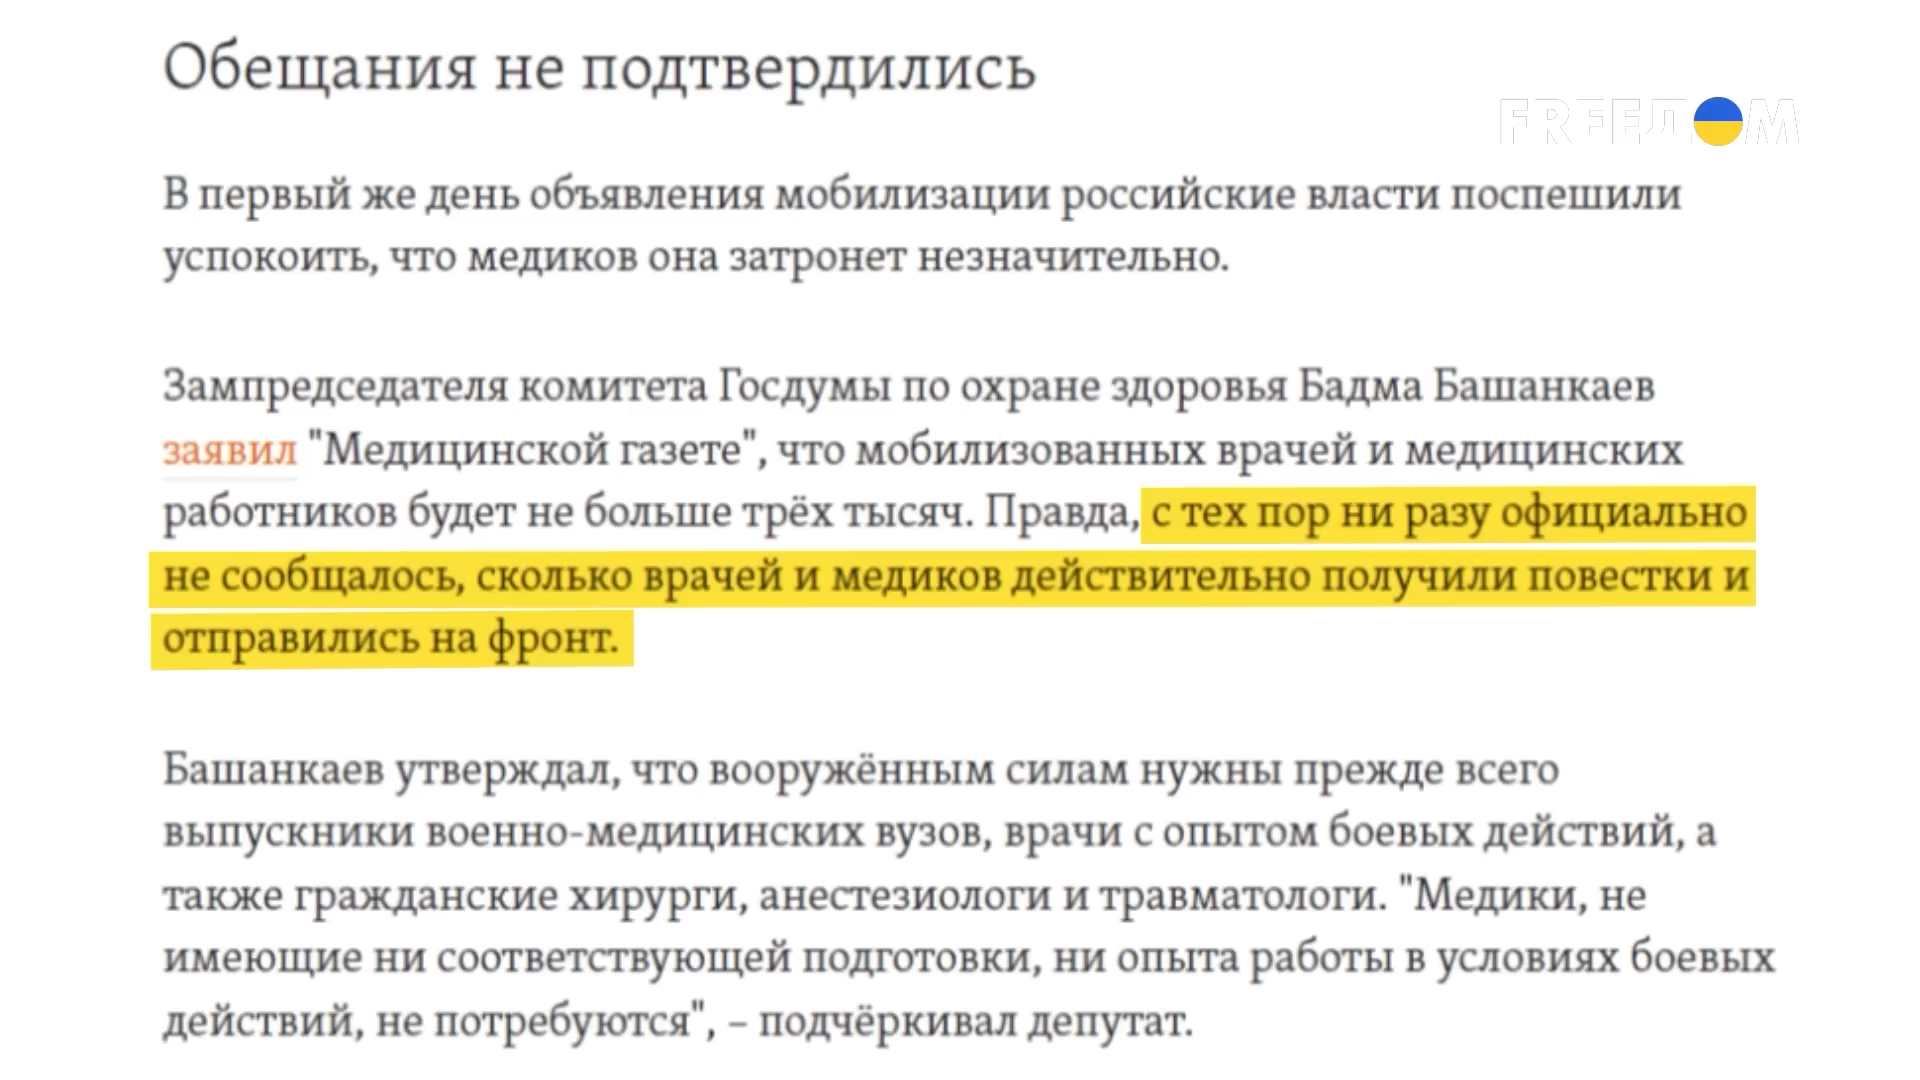 Обещания не подтвердились
FREEДOM
В первый же день объявления мобилизации российские власти поспешили
успокоить, что медиков она затронет незначительно.
Зампредседателя комитета Госдумы по охране здоровья Бадма Башанкаев
заявил "Медицинской газете", что мобилизованных врачей и медицинских
работников будет не больше трёх тысяч. Правда, с тех пор ни разу официально
не сообщалось, сколько врачей и медиков действительно получили повестки и
отправились на фронт.
Башанкаев утверждал, что вооружённым силам нужны прежде всего
выпускники военно-медицинских вузов, врачи с опытом боевых действий, а
также гражданские хирурги, анестезиологи и травматологи. "Медики, не
имеющие ни соответствующей подготовки, ни опыта работы в условиях боевых
действий, не потребуются", – подчёркивал депутат.